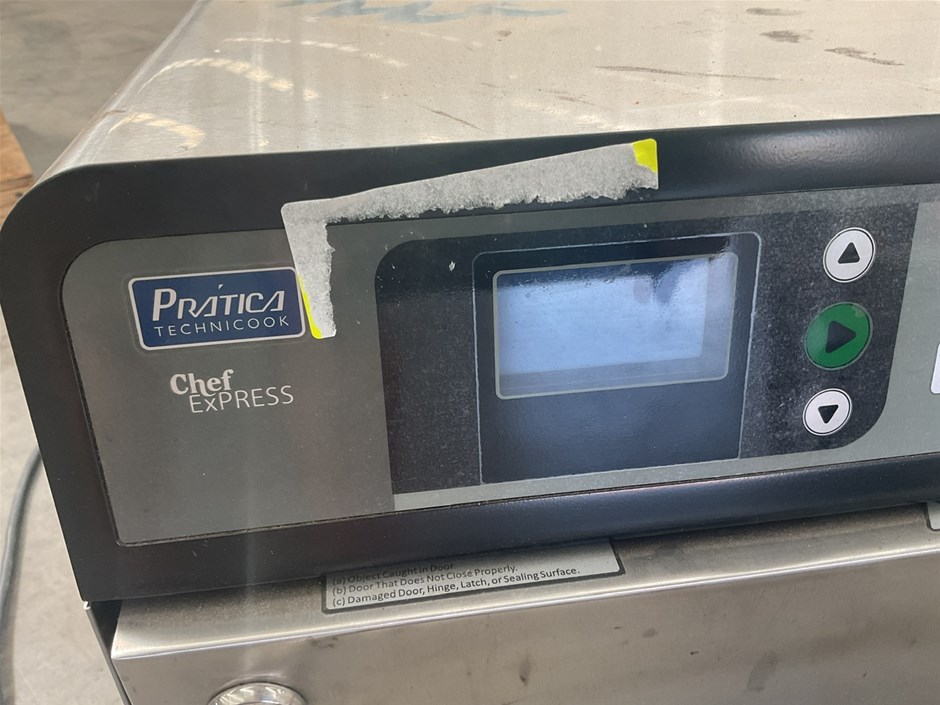 PRÁTICA
TECHNICOOK
Chef
ExPRESS
(a) Object Caught in Door
(b) Door That Does Not Close Properly.
(c) Damaged Door, Hinge, Latch, or Sealing Surface.